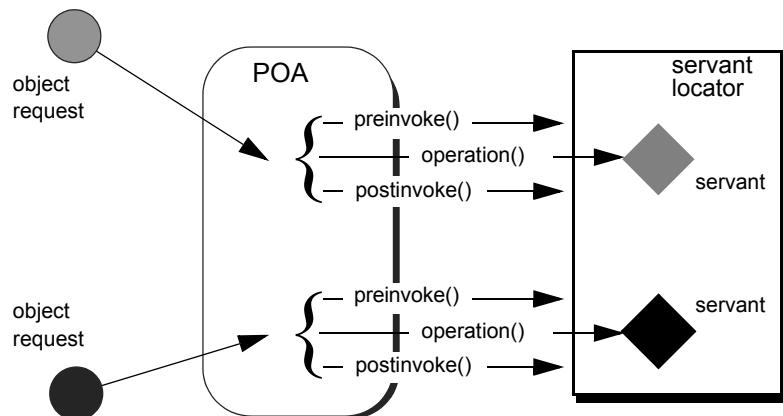 object
request
POA
preinvoke()
operation()
postinvoke()
servant
locator
servant
object
request
preinvoke()
operation()
postinvoke()
servant